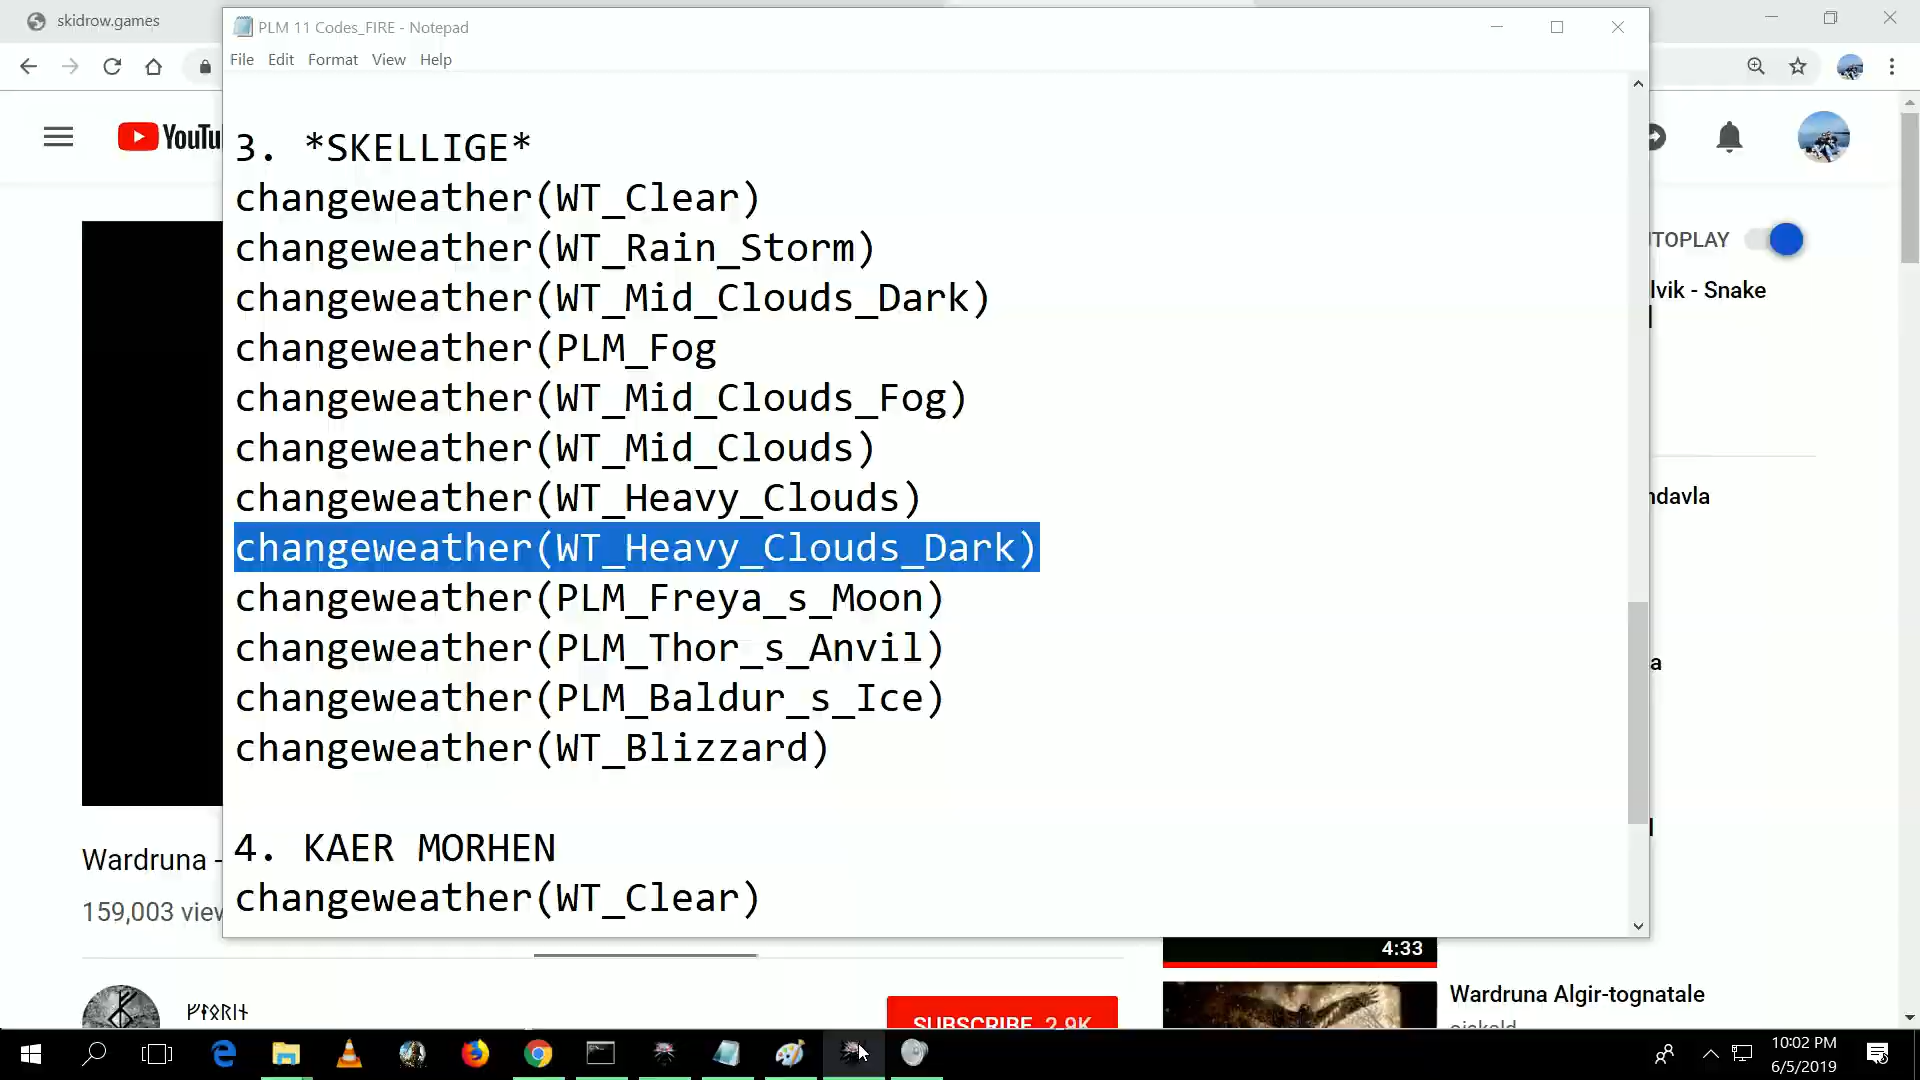 skidrow.games
PLM 11 Codes_FIRE - Notepad
File Edit Format View Help
YouTu
3. *SKELLIGE*
changeweather(WT_Clear)
changeweather(WT_Rain_Storm)
changeweather(WT_Mid_Clouds_Dark)
changeweather(PLM_Fog
changeweather(WT_Mid_Clouds_Fog)
changeweather(WT_Mid_Clouds)
changeweather(WT_Heavy_Clouds)
changeweather(WT_Heavy_Clouds_Dark)
changeweather(PLM_Freya_s_Moon)
changeweather(PLM_Thor_s_Anvil)
changeweather(PLM_Baldur_s_Ice)
changeweather(WT_Blizzard)
4. KAER MORHEN
changeweather(WT_Clear)
TOPLAY
lvik - Snake
ndavla
a
Wardruna -
159,003 view
4:33
Wardruna Algir-tognatale
ᚠᛋᛟᚱᛁᚾ
SUBSCRIBE 2.9K
10:02 PM
6/5/2019